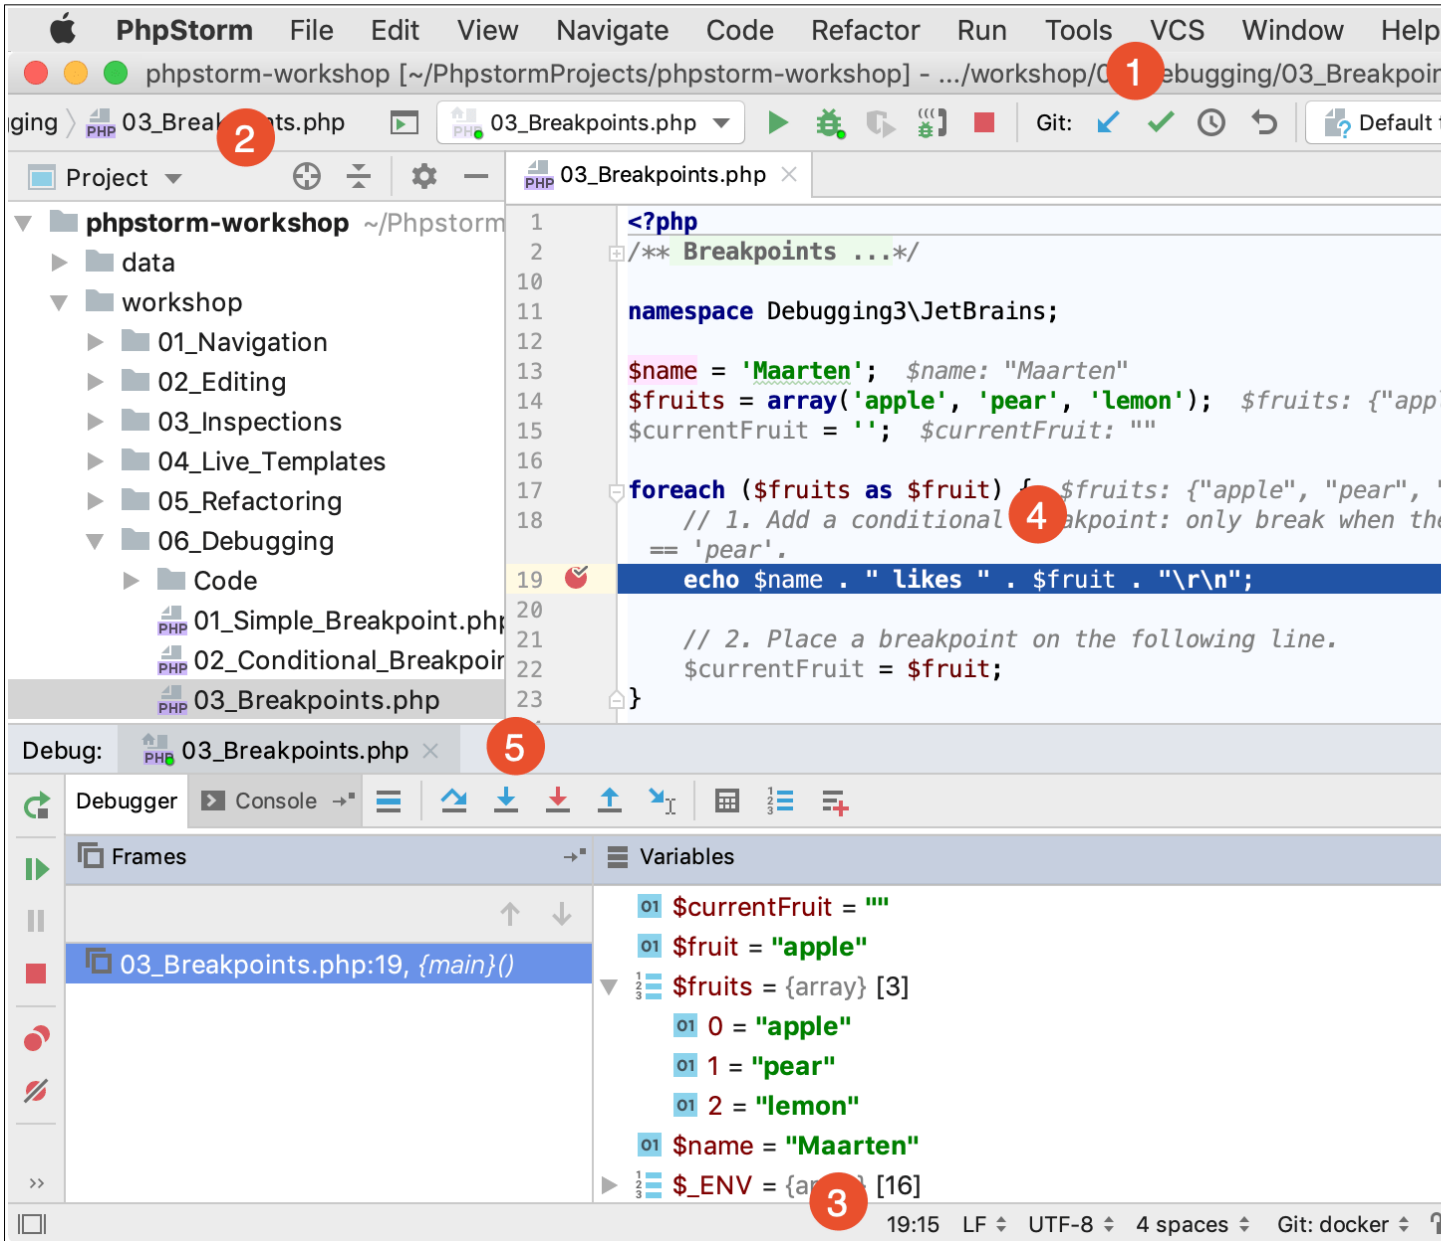 PhpStorm File Edit View Navigate Code Refactor Run Tools VCS Window Help
phpstorm-workshop [~/PhpstormProjects/phpstorm-workshop] - .../workshop/0 1 ebugging/03_Breakpoin
ging 03_Brea 2 ts.php 03_Breakpoints.php Git: Default
Project 03_Breakpoints.php
phpstorm-workshop ~/Phpstorm
data
workshop
01_Navigation
02_Editing
03_Inspections
04_Live_Templates
05_Refactoring
06_Debugging
Code
01_Simple_Breakpoint.php
02_Conditional_Breakpoin
03_Breakpoints.php
1 <?php
2 /** Breakpoints ...*/
10
11 namespace Debugging3\JetBrains;
12
13 $name = 'Maarten'; $name: "Maarten"
14 $fruits = array('apple', 'pear', 'lemon'); $fruits: {"appl
15 $currentFruit = ''; $currentFruit: ""
16
17 foreach ($fruits as $fruit) { $fruits: {"apple", "pear", "
18 // 1. Add a conditional 4 akpoint: only break when the
== 'pear'.
19 echo $name . " likes " . $fruit . "\r\n";
20
21 // 2. Place a breakpoint on the following line.
22 $currentFruit = $fruit;
23 }
Debug: 03_Breakpoints.php 5
Debugger Console
Frames Variables
03_Breakpoints.php:19, {main}()
$currentFruit = ""
$fruit = "apple"
$fruits = {array} [3]
0 = "apple"
1 = "pear"
2 = "lemon"
$name = "Maarten"
$_ENV = {a 3 } [16]
19:15 LF UTF-8 4 spaces Git: docker